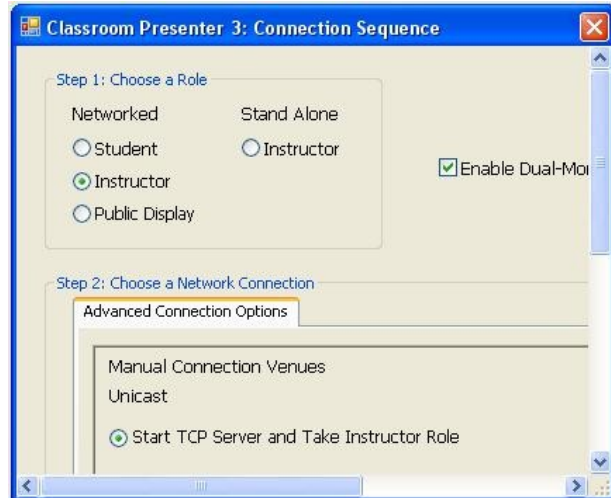 Classroom Presenter 3: Connection Sequence
Step 1: Choose a Role
Networked Stand Alone
Student Instructor
Instructor
Public Display
Enable Dual-Mo
Step 2: Choose a Network Connection
Advanced Connection Options
Manual Connection Venues
Unicast
Start TCP Server and Take Instructor Role